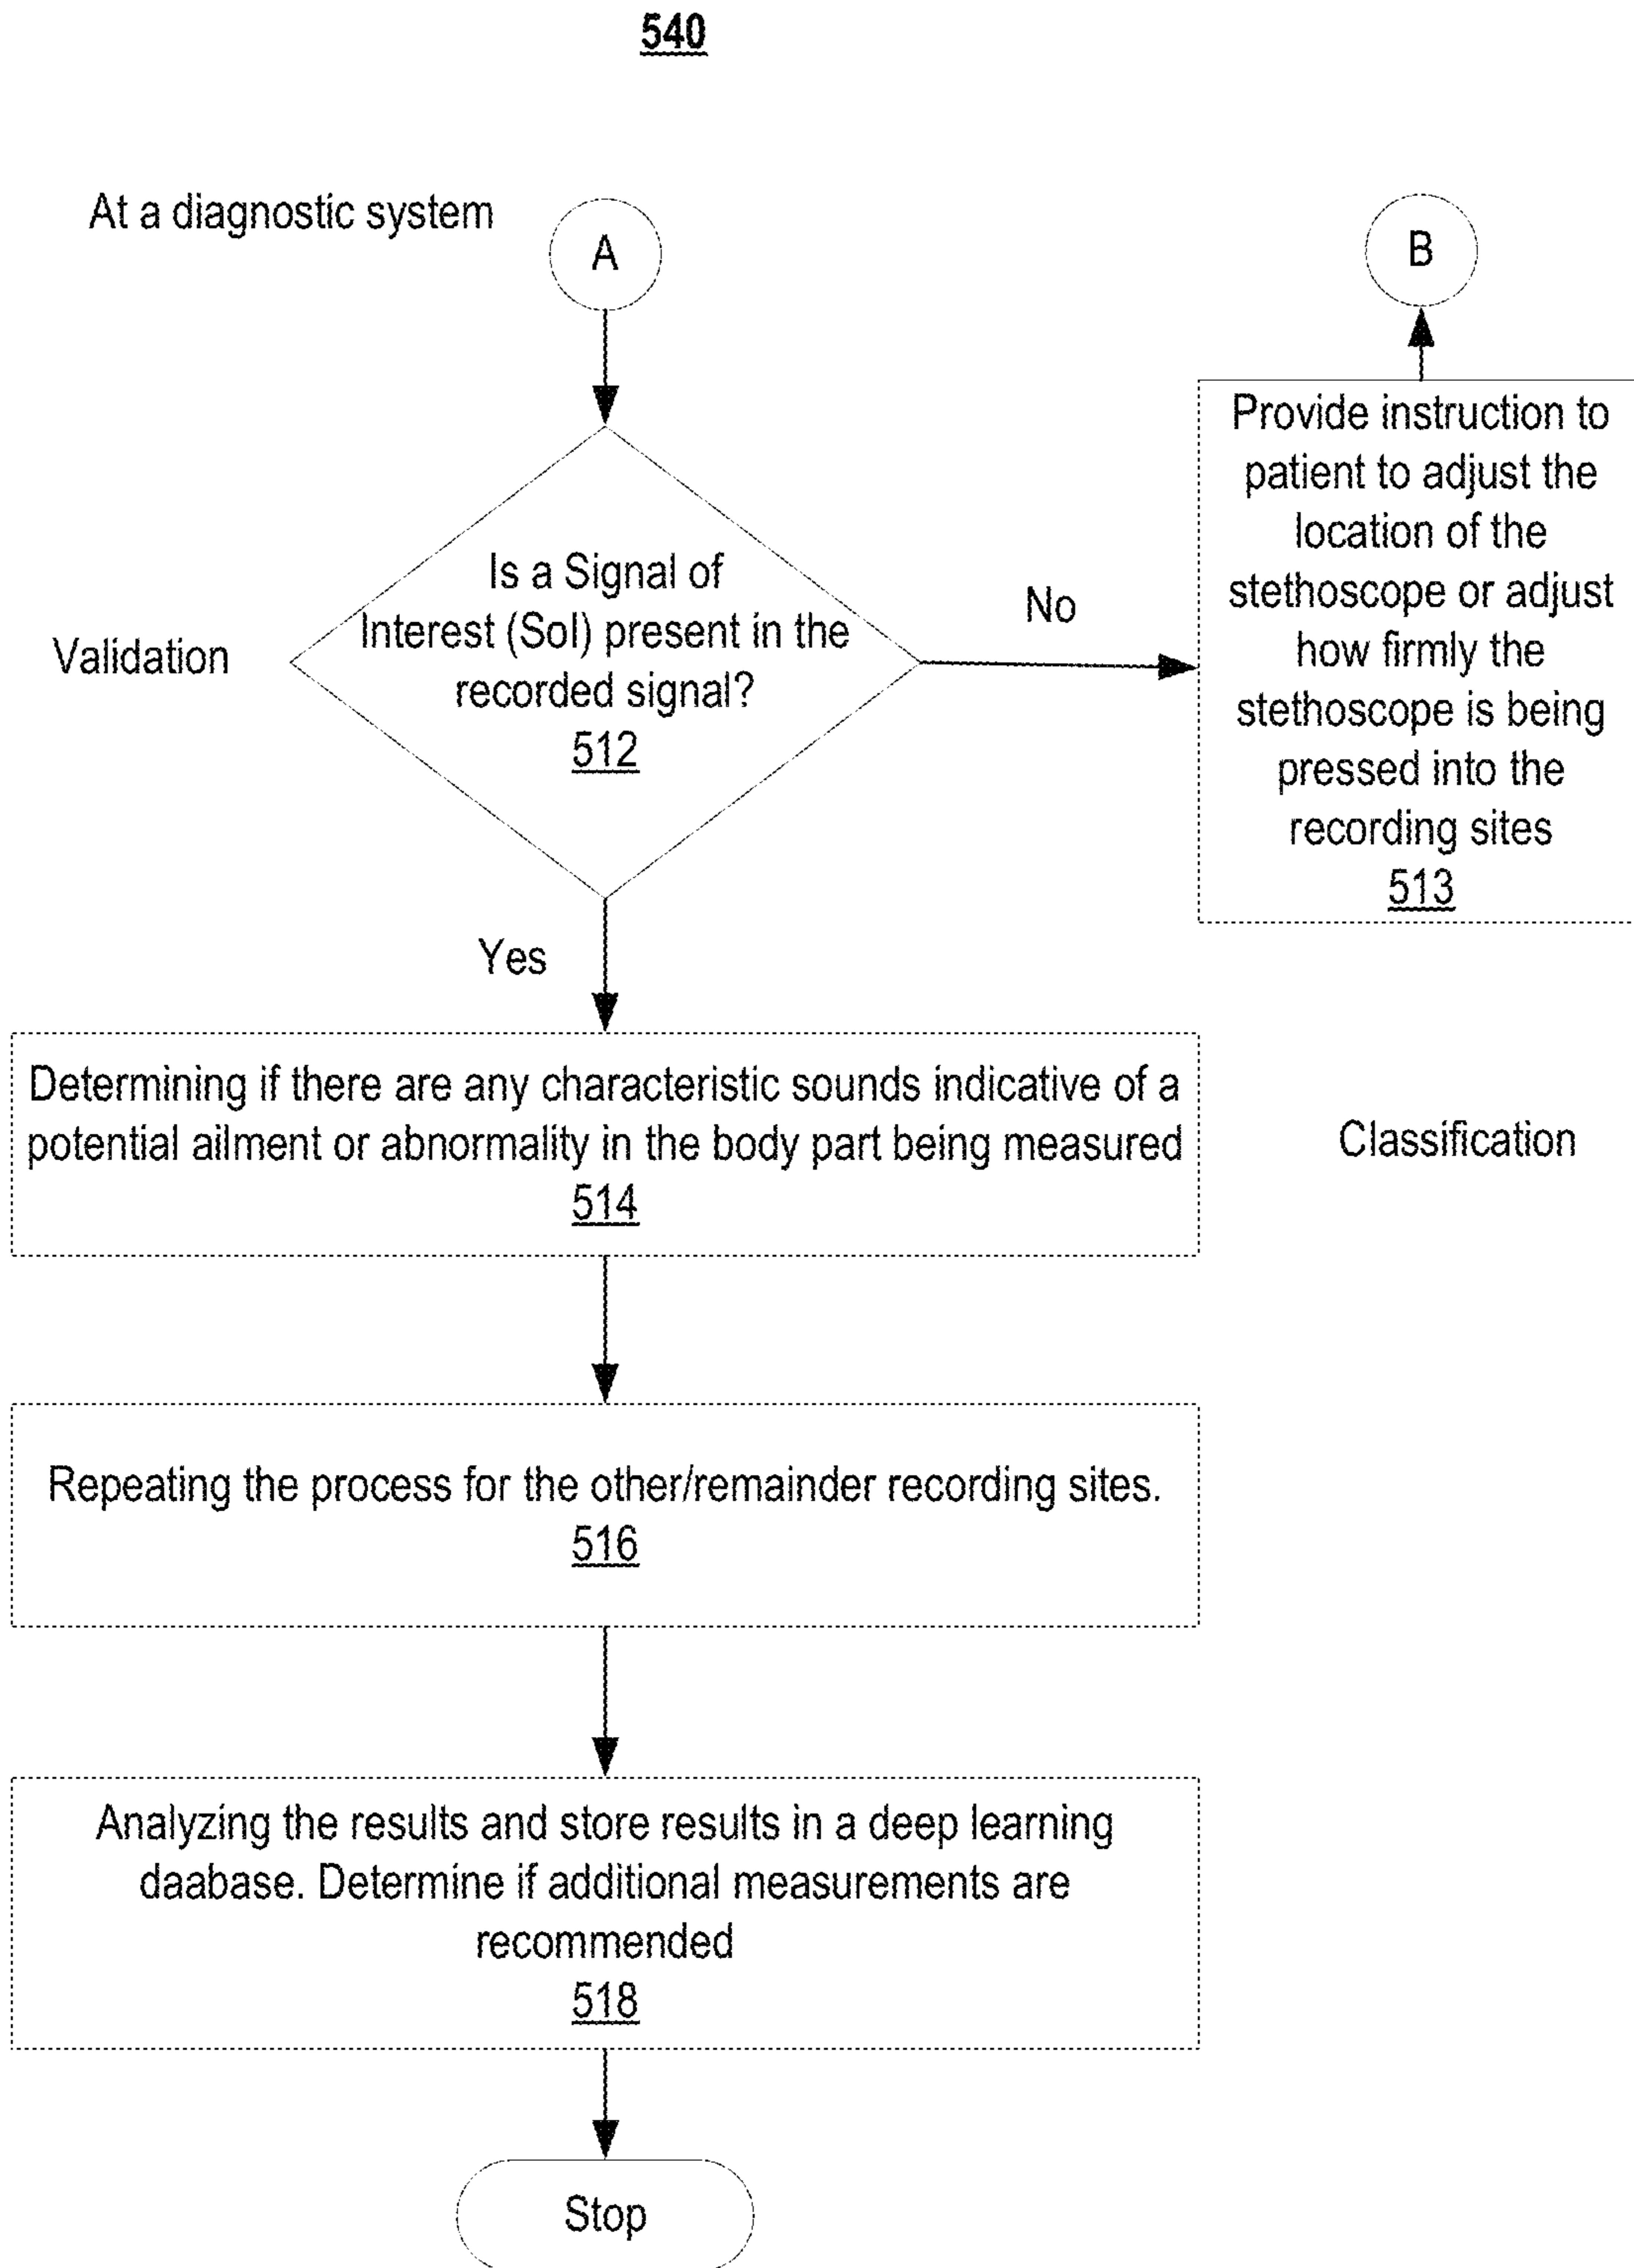 540
At a diagnostic system
A
B
Is a Signal of
Interest (SoI) present in the
recorded signal?
512
Validation
No
Provide instruction to
patient to adjust the
location of the
stethoscope or adjust
how firmly the
stethoscope is being
pressed into the
recording sites
513
Yes
Determining if there are any characteristic sounds indicative of a
potential ailment or abnormality in the body part being measured
514
Classification
Repeating the process for the other/remainder recording sites.
516
Analyzing the results and store results in a deep learning
daabase. Determine if additional measurements are
recommended
518
Stop